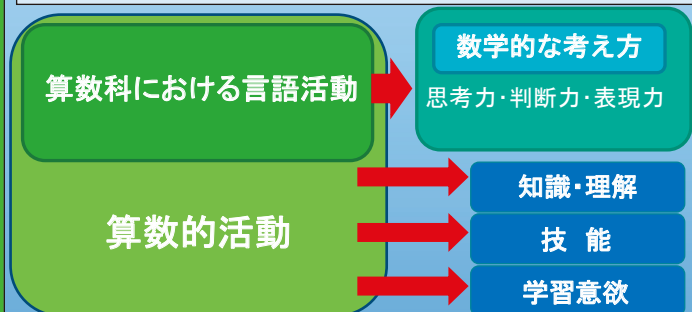 算数科における言語活動
数学的な考え方
思考力・判断力・表現力
算数的活動
知識・理解
技 能
学習意欲